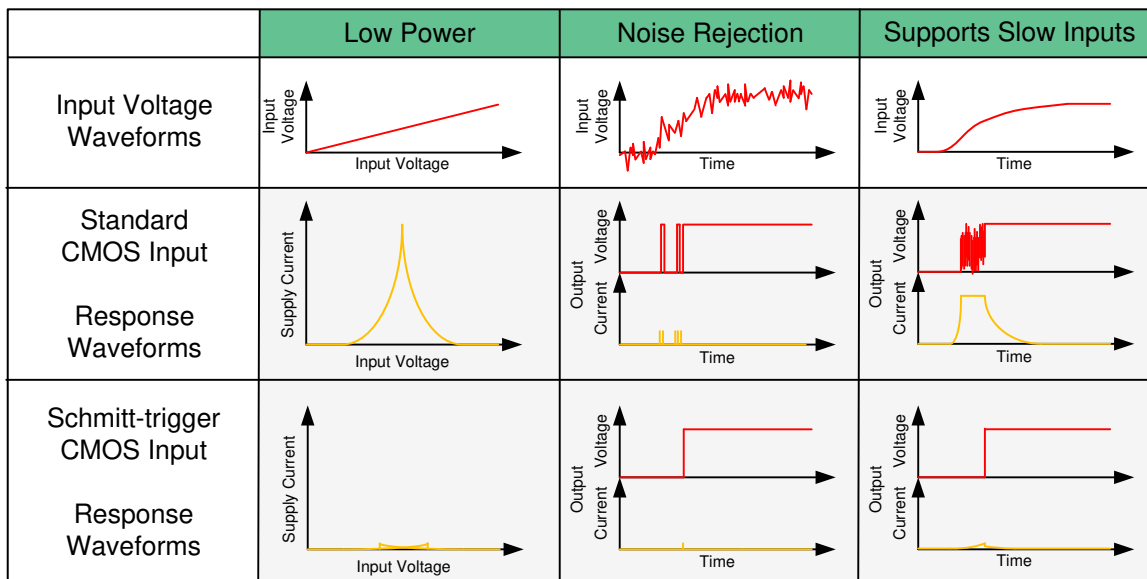 Low Power
Noise Rejection
Supports Slow Inputs
Input Voltage
Waveforms
Input
Voltage
Input Voltage
Input
Voltage
Time
Input
Voltage
Time
Standard
CMOS Input
Response
Waveforms
Supply Current
Input Voltage
Output
Voltage
Current
Time
Output
Voltage
Current
Time
Schmitt-trigger
CMOS Input
Response
Waveforms
Supply Current
Input Voltage
Output
Voltage
Current
Time
Output
Voltage
Current
Time